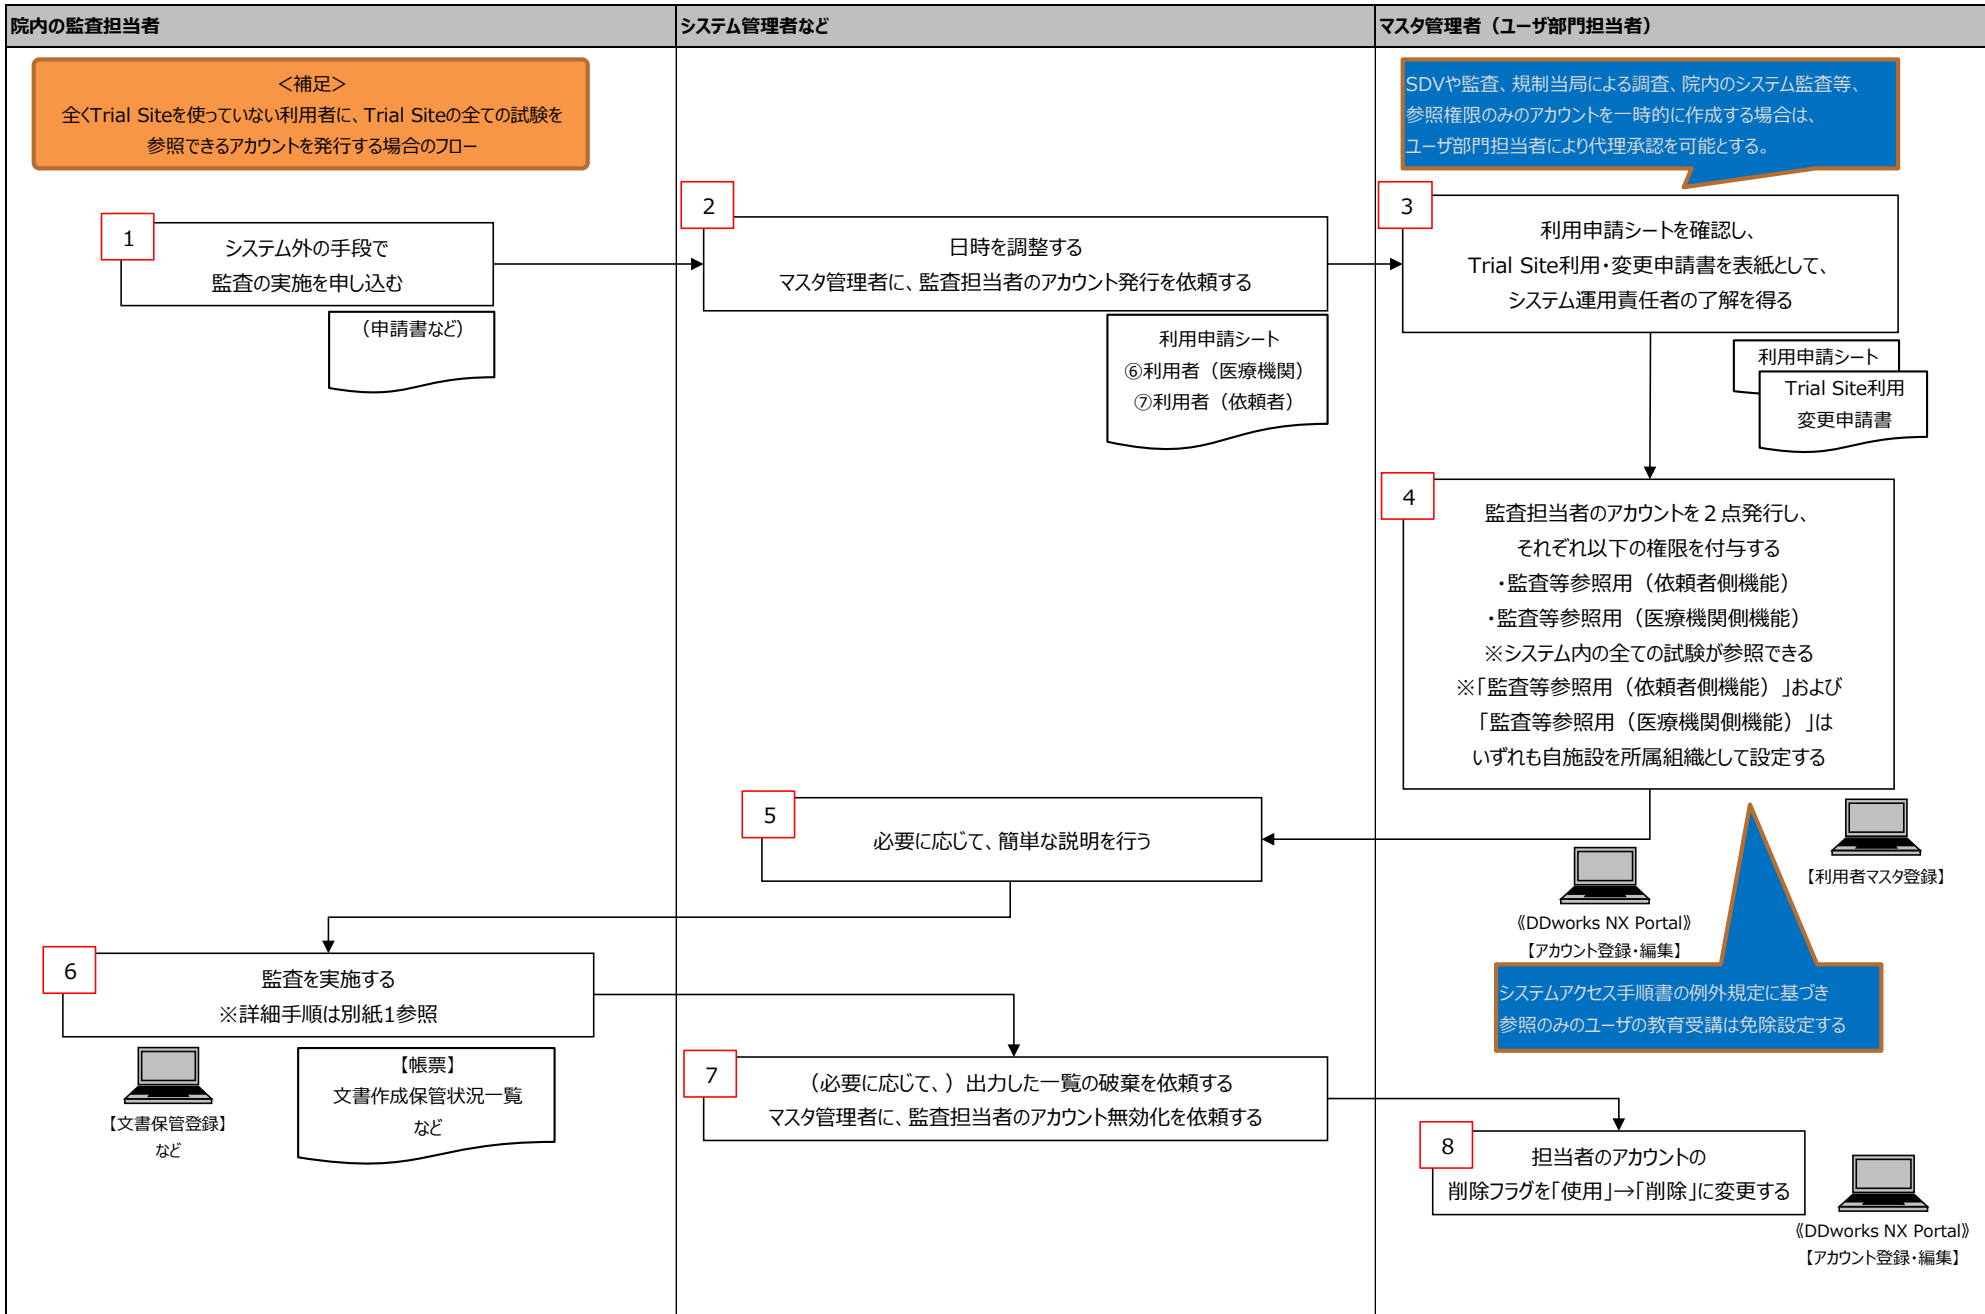 院内の監査担当者
システム管理者など
マスタ管理者（ユーザ部門担当者）
＜補足＞
全くTrial Siteを使っていない利用者に、Trial Siteの全ての試験を
参照できるアカウントを発行する場合のフロー
SDVや監査、規制当局による調査、院内のシステム監査等、
参照権限のみのアカウントを一時的に作成する場合は、
ユーザ部門担当者により代理承認を可能とする。
1
システム外の手段で
監査の実施を申し込む
（申請書など）
2
日時を調整する
マスタ管理者に、監査担当者のアカウント発行を依頼する
利用申請シート
⑥利用者（医療機関）
⑦利用者（依頼者）
3
利用申請シートを確認し、
Trial Site利用・変更申請書を表紙として、
システム運用責任者の了解を得る
利用申請シート
Trial Site利用
変更申請書
4
監査担当者のアカウントを２点発行し、
それぞれ以下の権限を付与する
・監査等参照用（依頼者側機能）
・監査等参照用（医療機関側機能）
※システム内の全ての試験が参照できる
※「監査等参照用（依頼者側機能）」および
「監査等参照用（医療機関側機能）」は
いずれも自施設を所属組織として設定する
【利用者マスタ登録】
《DDworks NX Portal》
【アカウント登録・編集】
システムアクセス手順書の例外規定に基づき
参照のみのユーザの教育受講は免除設定する
5
必要に応じて、簡単な説明を行う
6
監査を実施する
※詳細手順は別紙1参照
【文書保管登録】
など
【帳票】
文書作成保管状況一覧
など
7
（必要に応じて、）出力した一覧の破棄を依頼する
マスタ管理者に、監査担当者のアカウント無効化を依頼する
8
担当者のアカウントの
削除フラグを「使用」→「削除」に変更する
《DDworks NX Portal》
【アカウント登録・編集】